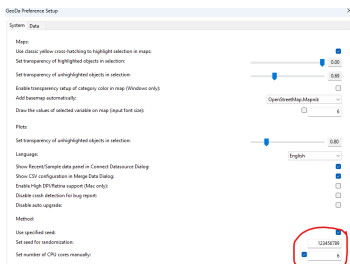 GeoDa Preference Setup
System Data
Maps:
Use classic yellow cross-hatching to highlight selection in maps:
Set transparency of highlighted objects in selection: 0.00
Set transparency of unhighlighted objects in selection: 0.69
Enable transparency setup of category color in map (Windows only):
Add basemap automatically: OpenStreetMap.Mapnik
Draw the values of selected variable on map (input font size): 6
Plots:
Set transparency of unhighlighted objects in selection: 0.80
Language: English
Show Recent/Sample data panel in Connect Datasource Dialog:
Show CSV configuration in Merge Data Dialog:
Enable High DPI/Retina support (Mac only):
Disable crash detection for bug report:
Disable auto upgrade:
Method:
Use specified seed:
Set seed for randomization: 123456789
Set number of CPU cores manually: 6